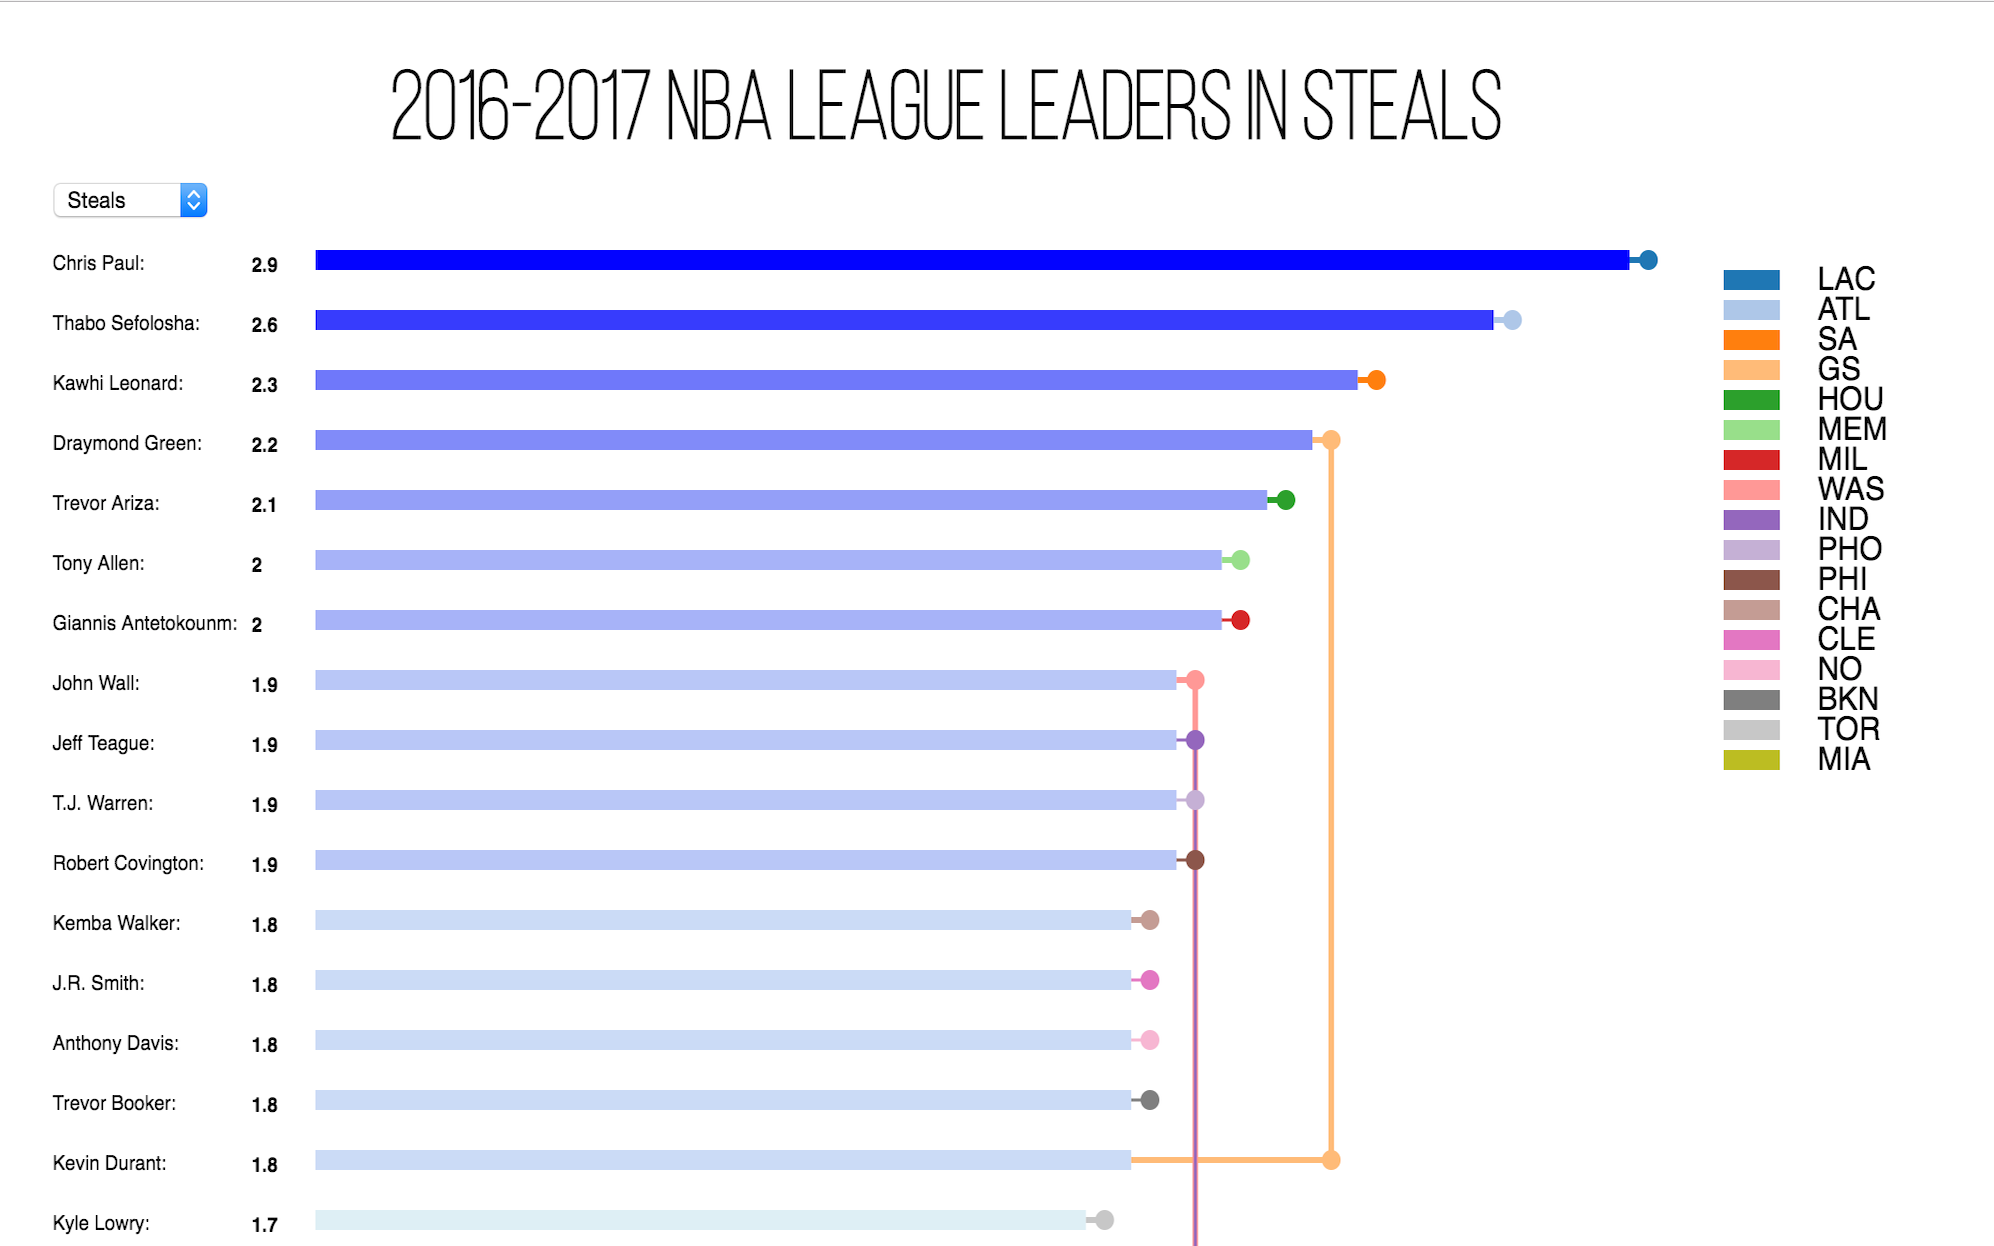 2016-2017 NBA LEAGUE LEADERS IN STEALS
Steals
Chris Paul: 2.9
Thabo Sefolosha: 2.6
Kawhi Leonard: 2.3
Draymond Green: 2.2
Trevor Ariza: 2.1
Tony Allen: 2
Giannis Antetokounm: 2
John Wall: 1.9
Jeff Teague: 1.9
T.J. Warren: 1.9
Robert Covington: 1.9
Kemba Walker: 1.8
J.R. Smith: 1.8
Anthony Davis: 1.8
Trevor Booker: 1.8
Kevin Durant: 1.8
Kyle Lowry: 1.7
LAC
ATL
SA
GS
HOU
MEM
MIL
WAS
IND
PHO
PHI
CHA
CLE
NO
BKN
TOR
MIA